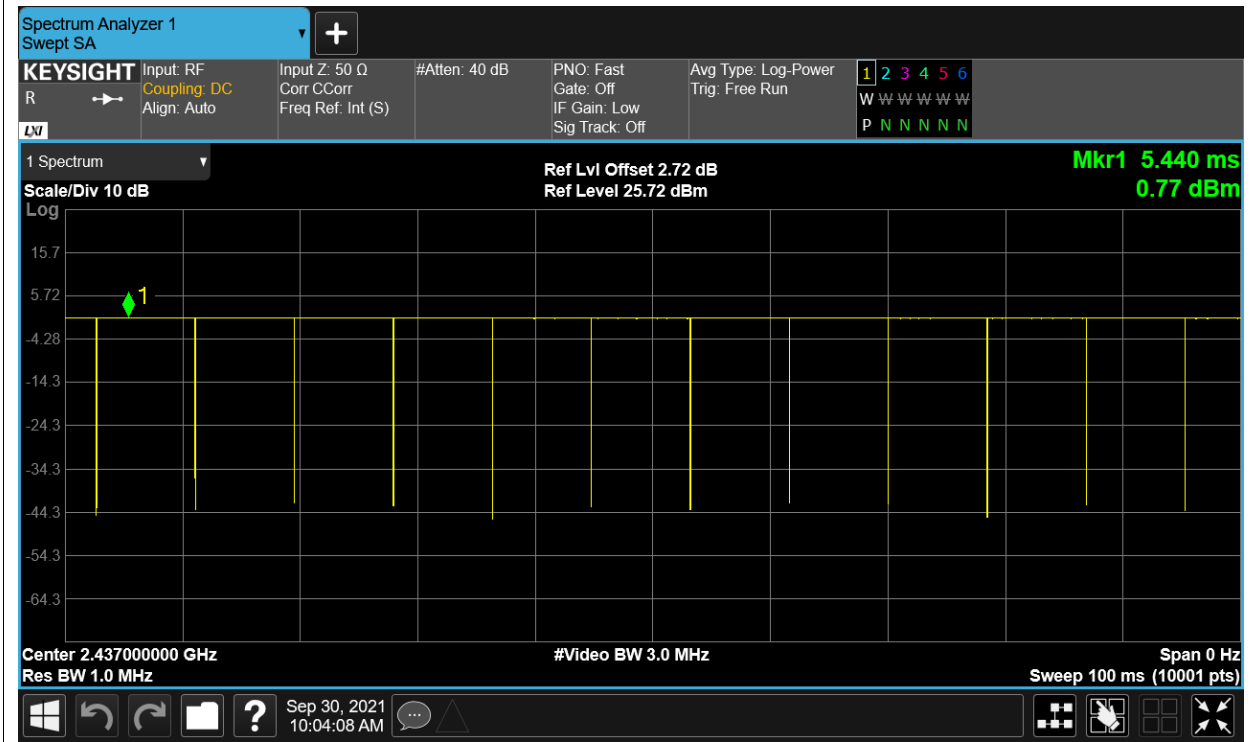 Spectrum Analyzer 1
Swept SA
KEYSIGHT
R
LXI
Input: RF
Coupling: DC
Align: Auto
Input Z: 50 Ω
Corr CCorr
Freq Ref: Int (S)
#Atten: 40 dB
PNO: Fast
Gate: Off
IF Gain: Low
Sig Track: Off
Avg Type: Log-Power
Trig: Free Run
1 2 3 4 5 6
W W W W W W
P N N N N N
1 Spectrum
Scale/Div 10 dB
Log
Ref Lvl Offset 2.72 dB
Ref Level 25.72 dBm
Mkr1 5.440 ms
0.77 dBm
15.7
5.72
1
-4.28
-14.3
-24.3
-34.3
-44.3
-54.3
-64.3
Center 2.437000000 GHz
#Video BW 3.0 MHz
Span 0 Hz
Res BW 1.0 MHz
Sweep 100 ms (10001 pts)
?
Sep 30, 2021
10:04:08 AM